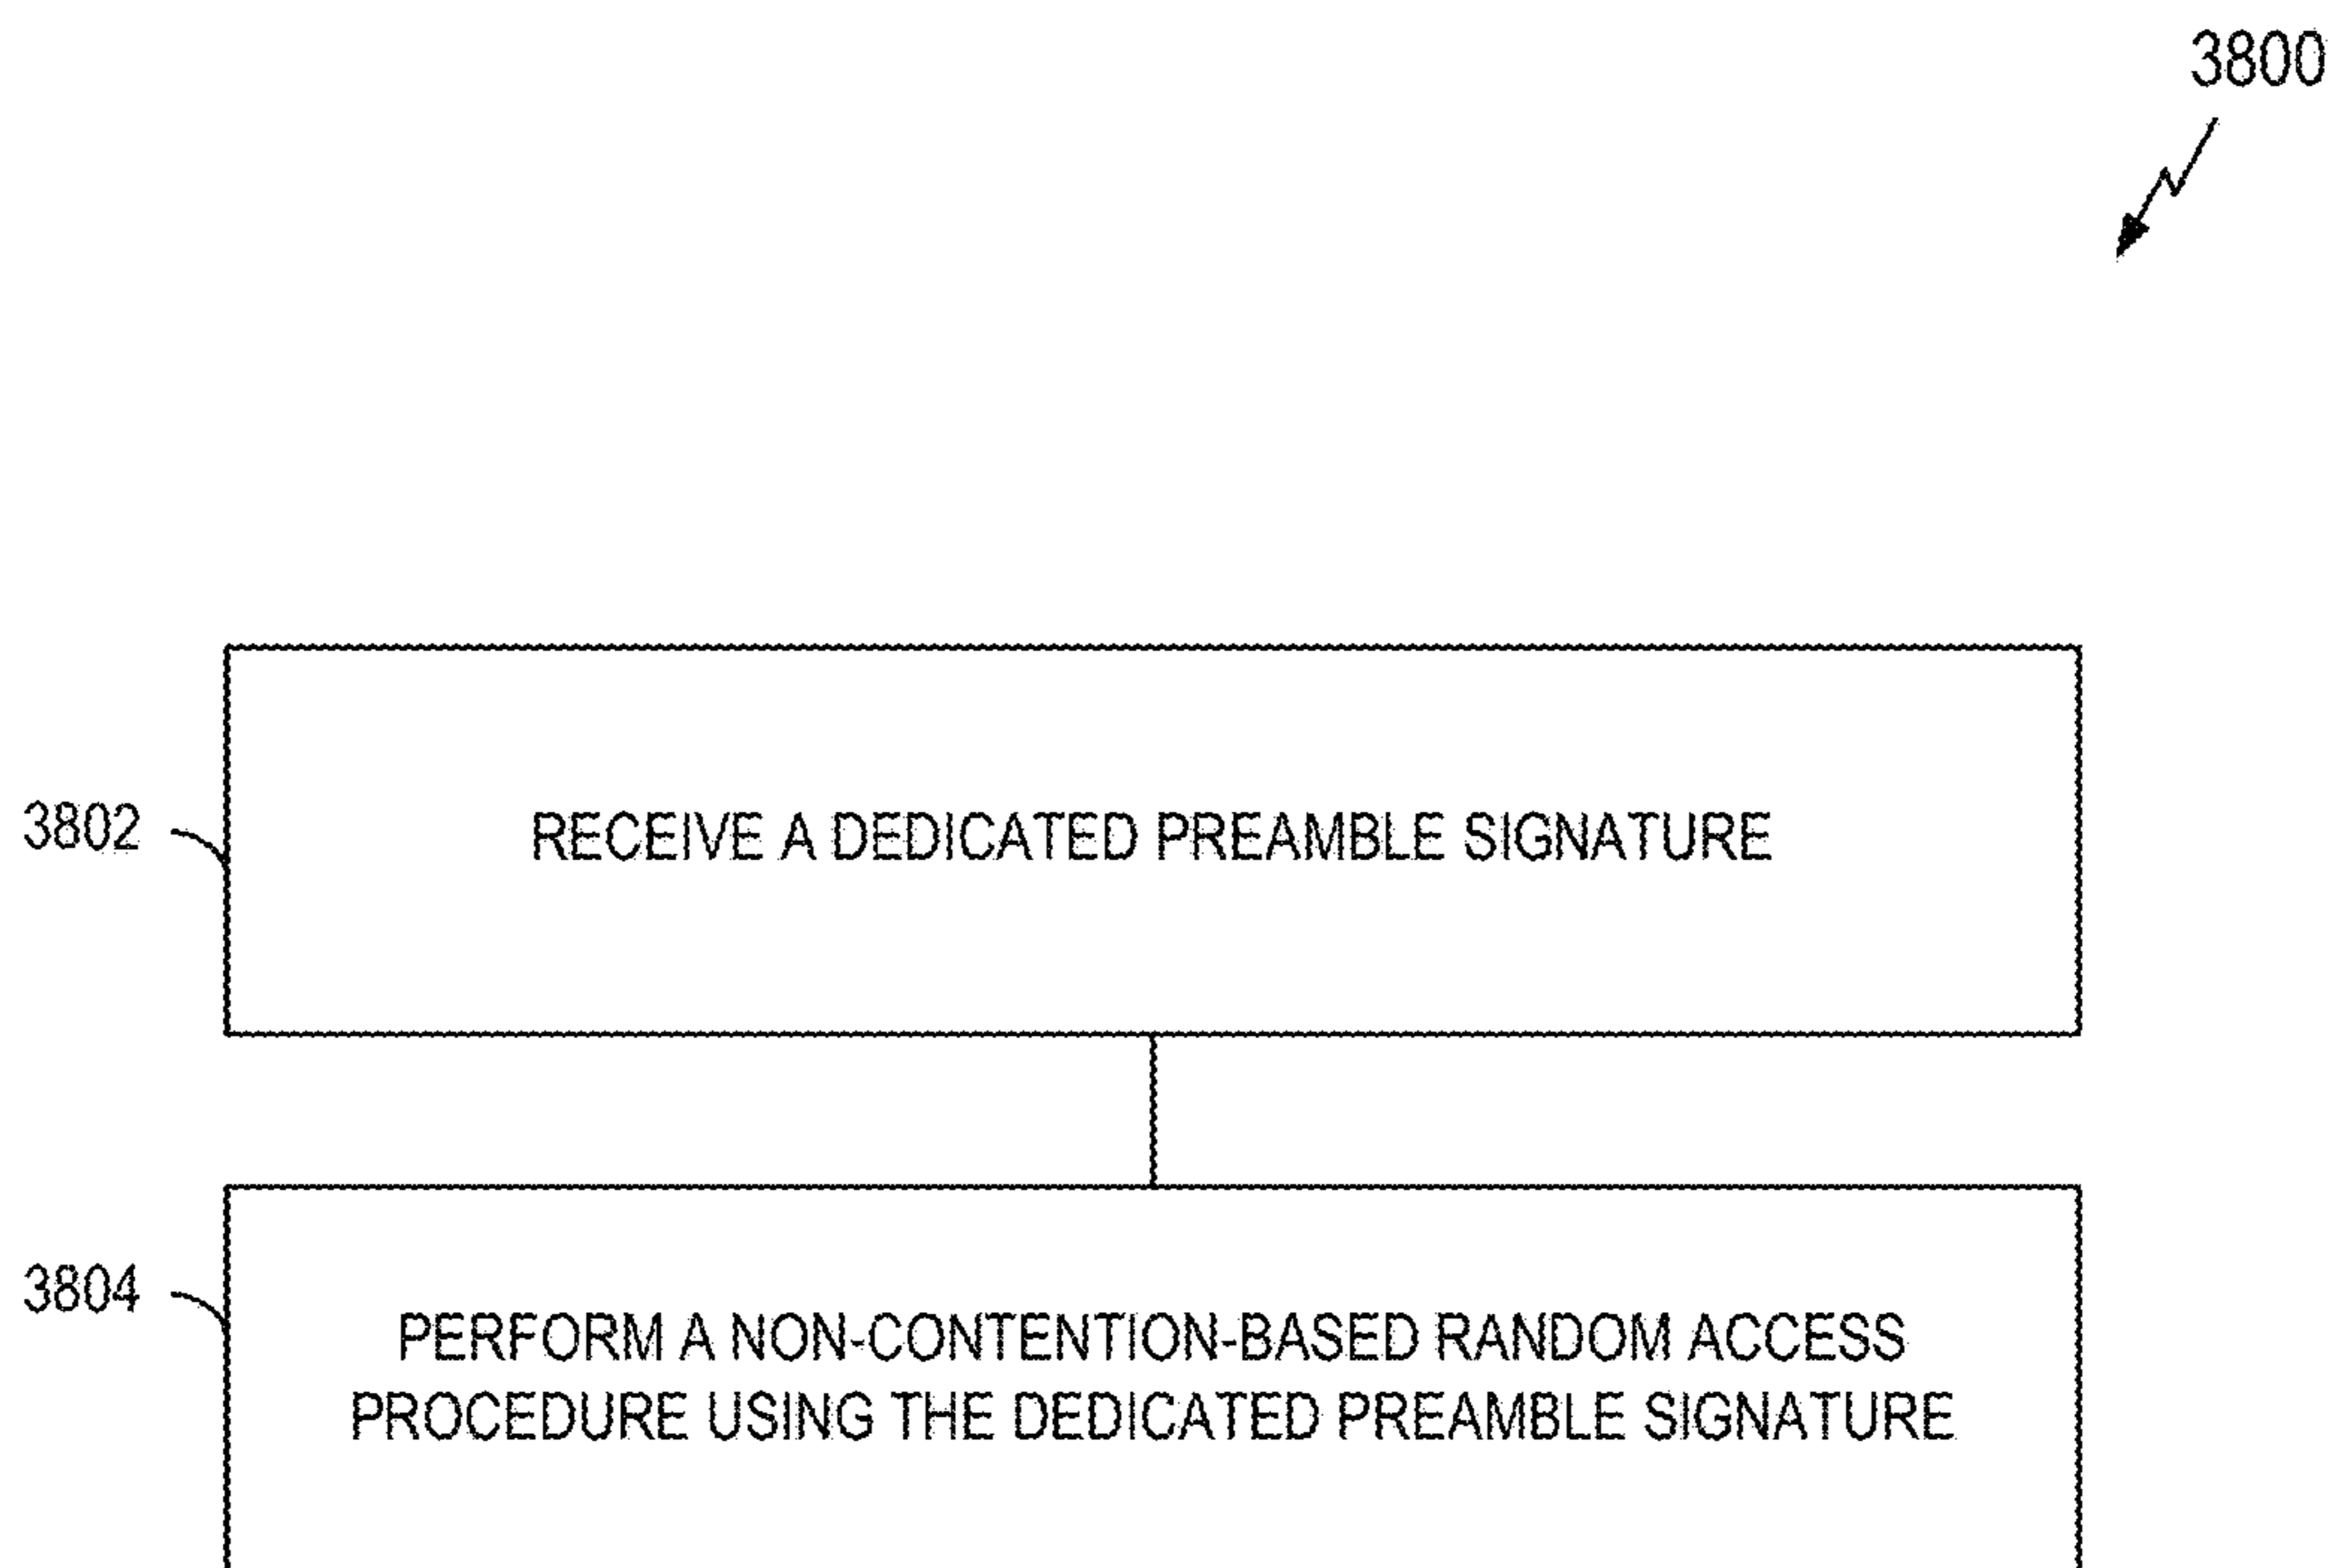 3800
3802
RECEIVE A DEDICATED PREAMBLE SIGNATURE
3804
PERFORM A NON-CONTENTION-BASED RANDOM ACCESS
PROCEDURE USING THE DEDICATED PREAMBLE SIGNATURE